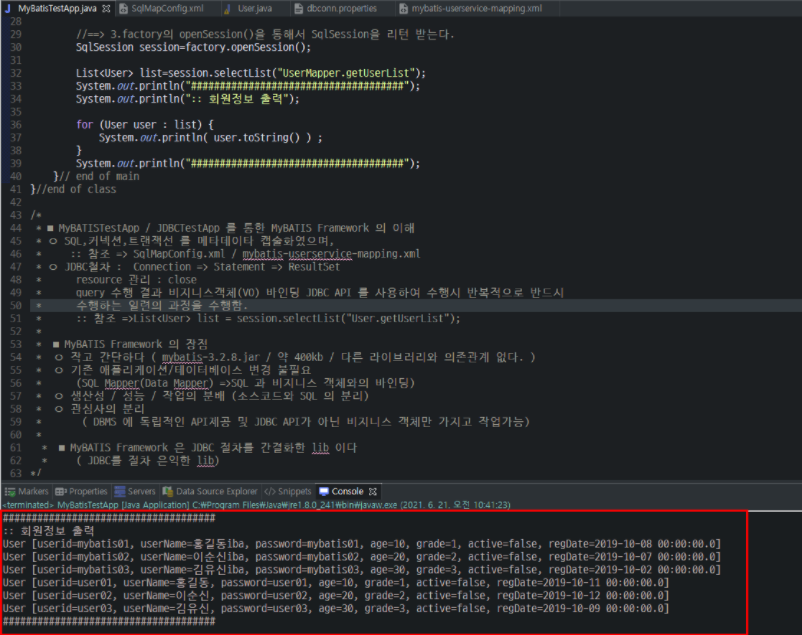 MyBatisTestApp.java SqlMapConfig.xml User.java dbconn.properties mybatis-userservice-mapping.xml
28
29 //==> 3.factory의 openSession()을 통해서 SqlSession을 리턴 받는다.
30 SqlSession session=factory.openSession();
31
32 List<User> list=session.selectList("UserMapper.getUserList");
33 System.out.println("#####################################");
34 System.out.println(":: 회원정보 출력");
35
36 for (User user : list) {
37 System.out.println( user.toString() ) ;
38 }
39 System.out.println("#####################################");
40 }// end of main
41 }//end of class
42
43 /*
44 * ■ MyBATISTestApp / JDBCTestApp 를 통한 MyBATIS Framework 의 이해
45 * ㅇ SQL,커넥션,트랜잭션 를 메타데이타 캡슐화였으며,
46 * :: 참조 => SqlMapConfig.xml / mybatis-userservice-mapping.xml
47 * ㅇ JDBC절차 : Connection => Statement => ResultSet
48 * resource 관리 : close
49 * query 수행 결과 비지니스객체(VO) 바인딩 JDBC API 를 사용하여 수행시 반복적으로 반드시
50 * 수행하는 일련의 과정을 수행함.
51 * :: 참조 =>List<User> list = session.selectList("User.getUserList");
52 *
53 * ■ MyBATIS Framework 의 장점
54 * ㅇ 작고 간단하다 ( mybatis-3.2.8.jar / 약 400kb / 다른 라이브러리와 의존관계 없다. )
55 * ㅇ 기존 애플리케이션/데이터베이스 변경 불필요
56 * (SQL Mapper(Data Mapper) =>SQL 과 비지니스 객체와의 바인딩)
57 * ㅇ 생산성 / 성능 / 작업의 분배 (소스코드와 SQL 의 분리)
58 * ㅇ 관심사의 분리
59 * ( DBMS 에 독립적인 API제공 및 JDBC API가 아닌 비지니스 객체만 가지고 작업가능)
60 *
61 * ■ MyBATIS Framework 은 JDBC 절차를 간결화한 lib 이다
62 * ( JDBC를 절차 은익한 lib)
63 */
Markers Properties Servers Data Source Explorer Snippets Console
<terminated> MyBatisTestApp [Java Application] C:₩Program Files₩Java₩jre1.8.0_241₩bin₩javaw.exe (2021. 6. 21. 오전 10:41:23)
#####################################
:: 회원정보 출력
User [userid=mybatis01, userName=홍길동iba, password=mybatis01, age=10, grade=1, active=false, regDate=2019-10-08 00:00:00.0]
User [userid=mybatis02, userName=이순신iba, password=mybatis02, age=20, grade=2, active=false, regDate=2019-10-07 00:00:00.0]
User [userid=mybatis03, userName=김유신iba, password=mybatis03, age=30, grade=3, active=false, regDate=2019-10-02 00:00:00.0]
User [userid=user01, userName=홍길동, password=user01, age=10, grade=1, active=false, regDate=2019-10-11 00:00:00.0]
User [userid=user02, userName=이순신, password=user02, age=20, grade=2, active=false, regDate=2019-10-12 00:00:00.0]
User [userid=user03, userName=김유신, password=user03, age=30, grade=3, active=false, regDate=2019-10-09 00:00:00.0]
#####################################